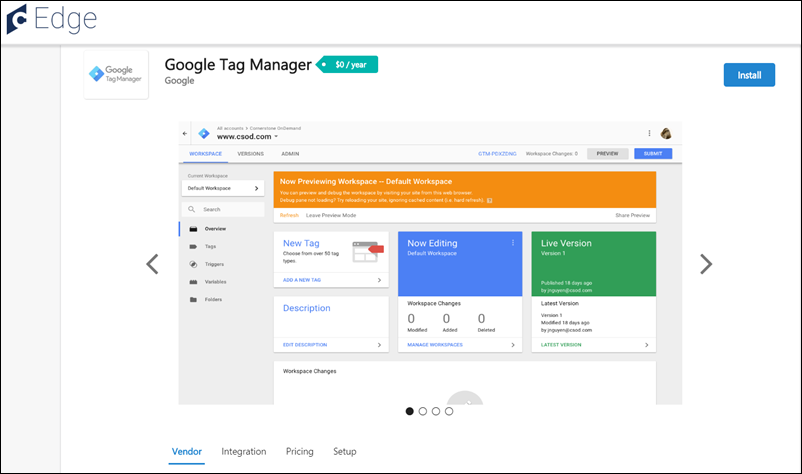 Edge
Google Tag Manager
$0 / year
Google
Install
Google
Tag Manager
All accounts > Cornerstone OnDemand
www.csod.com
WORKSPACE VERSIONS ADMIN
GTM-PDXZDNG Workspace Changes: 0 PREVIEW SUBMIT
Current Workspace
Default Workspace
Search
Overview
Tags
Triggers
Variables
Folders
Now Previewing Workspace -- Default Workspace
You can preview and debug the workspace by visiting your site from this web browser.
Debug pane not loading? Try reloading your site, ignoring cached content (i.e. hard refresh).
Refresh Leave Preview Mode Share Preview
New Tag
Choose from over 50 tag
types.
ADD A NEW TAG
Description
EDIT DESCRIPTION
Now Editing
Default Workspace
Workspace Changes
0 0 0
Modified Added Deleted
MANAGE WORKSPACES
Live Version
Version 1
Published 18 days ago
by jnguyen@csod.com
Latest Version
Version 1
Modified 18 days ago
by jnguyen@csod.com
LATEST VERSION
Workspace Changes
Vendor Integration Pricing Setup